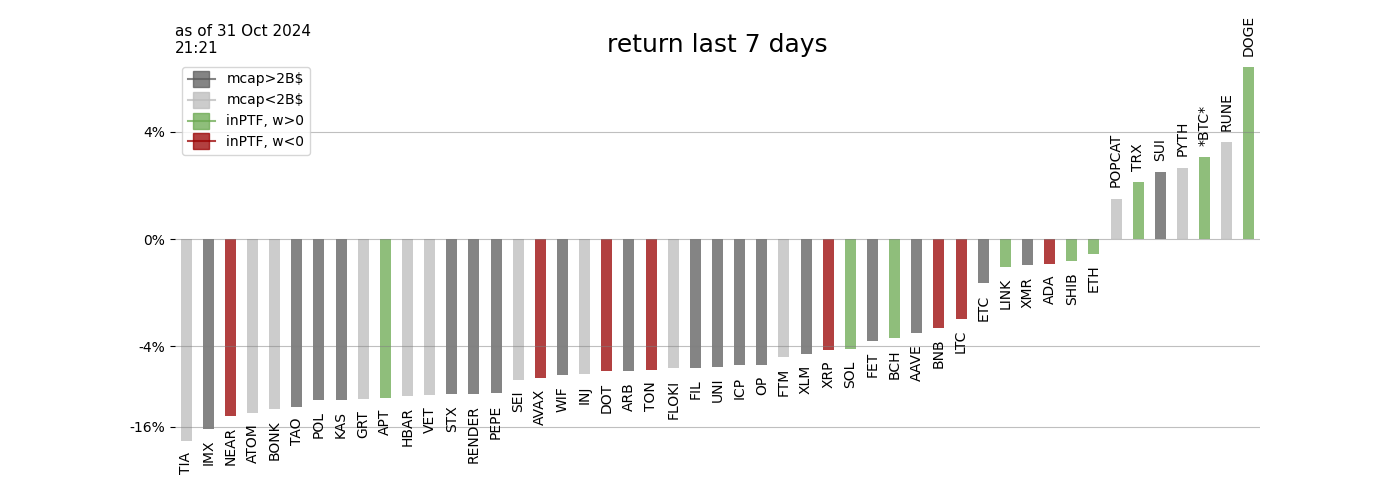 as of 31 Oct 2024
21:21
return last 7 days
mcap>2B$
mcap<2B$
inPTF, w>0
inPTF, w<0
4%
0%
-4%
-16%
TIA
IMX
NEAR
ATOM
BONK
TAO
POL
KAS
GRT
APT
HBAR
VET
STX
RENDER
PEPE
SEI
AVAX
WIF
INJ
DOT
ARB
TON
FLOKI
FIL
UNI
ICP
OP
FTM
XLM
XRP
SOL
FET
BCH
AAVE
BNB
LTC
ETC
LINK
XMR
ADA
SHIB
ETH
POPCAT
TRX
SUI
PYTH
*BTC*
RUNE
DOGE